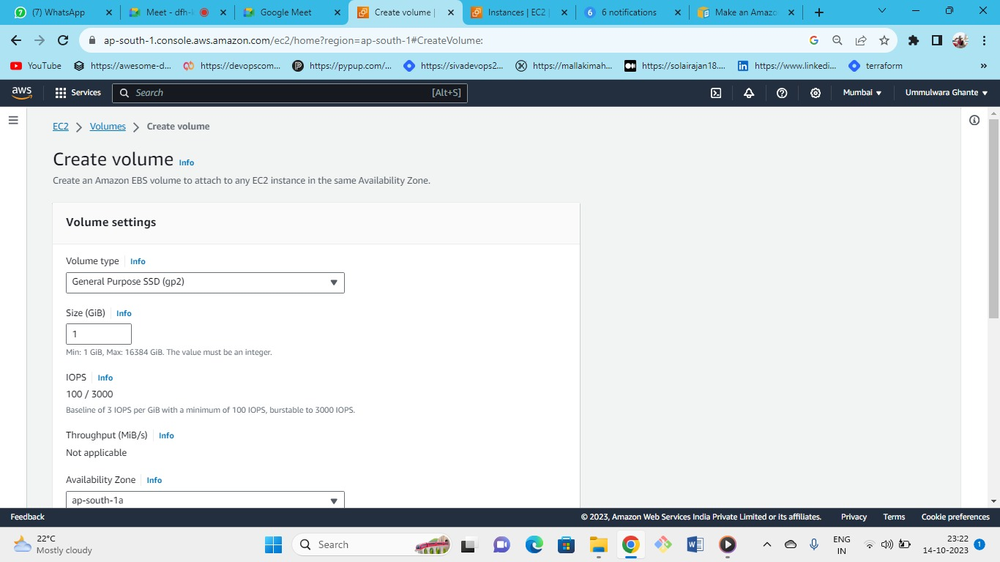 (7) WhatsApp
Meet - dfh-
Google Meet
Create volume |
Instances | EC2
6 notifications
Make an Amazo
ap-south-1.console.aws.amazon.com/ec2/home?region=ap-south-1#CreateVolume:
YouTube
https://awesome-d...
https://devopscom...
https://pypup.com/...
https://sivadevops2...
https://mallakimah...
https://solairajan18....
https://www.linkedi...
terraform
aws
Services
Search
[Alt+S]
Mumbai
Ummulwara Ghante
EC2 > Volumes > Create volume
Create volume Info
Create an Amazon EBS volume to attach to any EC2 instance in the same Availability Zone.
Volume settings
Volume type Info
General Purpose SSD (gp2)
Size (GiB) Info
1
Min: 1 GiB, Max: 16384 GiB. The value must be an integer.
IOPS Info
100 / 3000
Baseline of 3 IOPS per GiB with a minimum of 100 IOPS, burstable to 3000 IOPS.
Throughput (MiB/s) Info
Not applicable
Availability Zone Info
ap-south-1a
Feedback
© 2023, Amazon Web Services India Private Limited or its affiliates.
Privacy
Terms
Cookie preferences
22°C
Mostly cloudy
Search
ENG
IN
23:22
14-10-2023
1